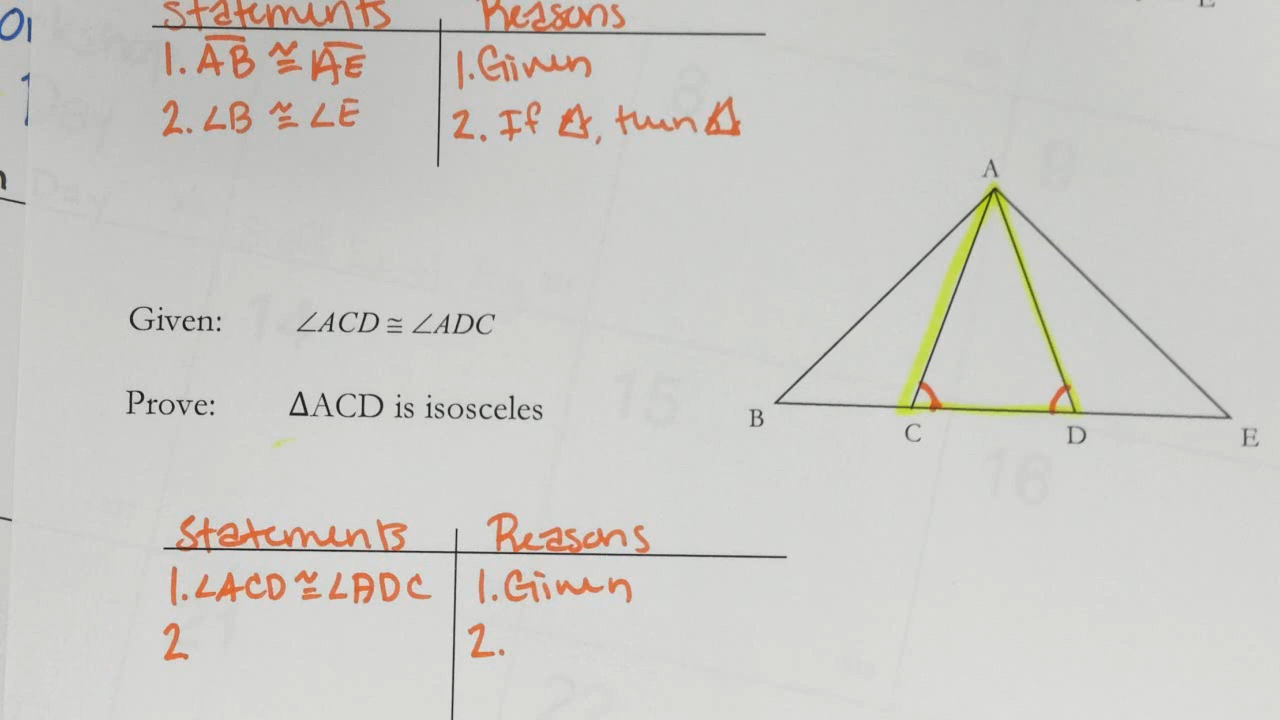 Statements Reasons
1. AB ≅ AE 1. Given
2. ∠B ≅ ∠E 2. If △, then △
A
Given: ∠ACD ≅ ∠ADC
Prove: ΔACD is isosceles
B C D E
Statements Reasons
1. ∠ACD ≅ ∠ADC 1. Given
2 2.